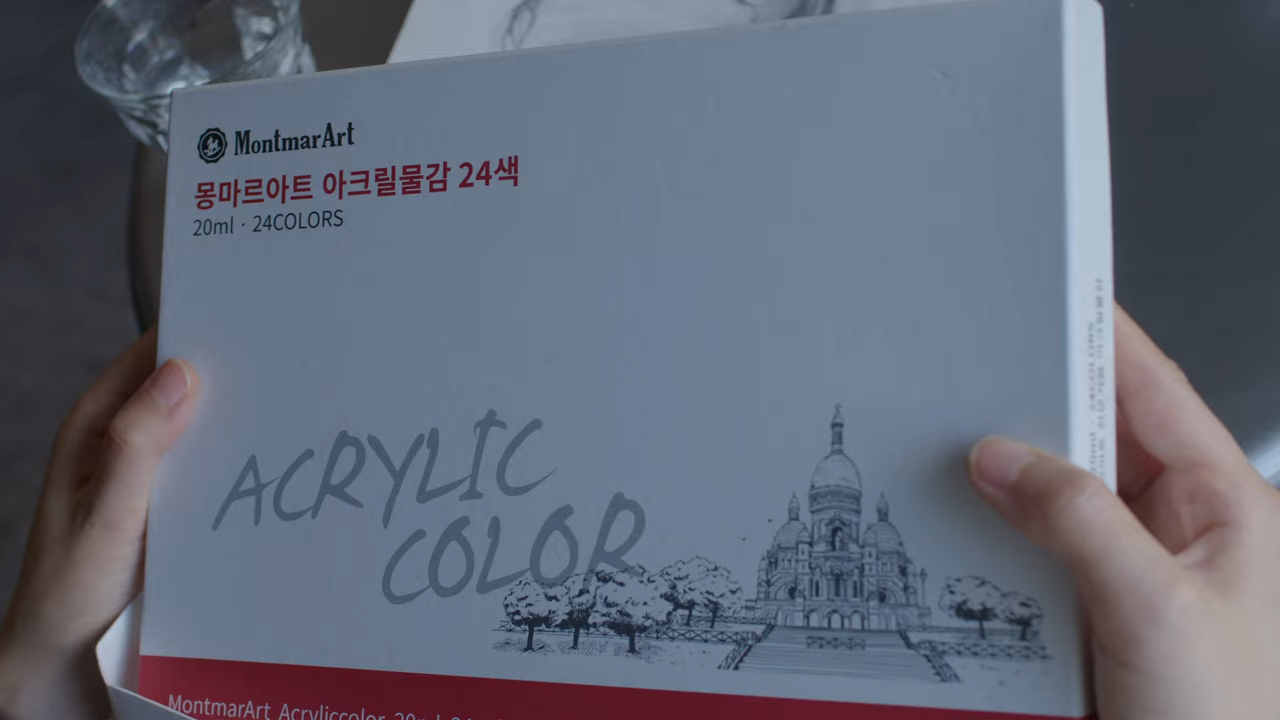 MontmarArt
몽마르아트 아크릴물감 24색
20ml · 24COLORS
ACRYLIC
COLOR
MontmarArt Acryliccolor 20ml